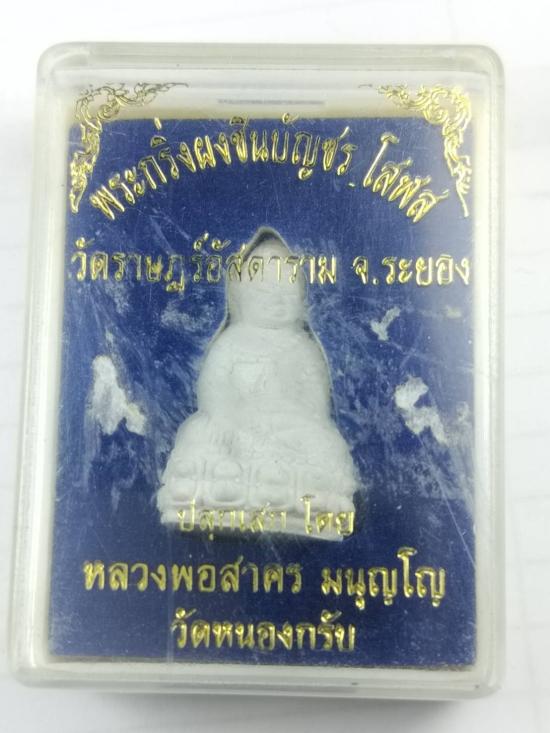 พระกริ่งผงชินบัญชร โสฬส
วัดราษฎร์อัสดาราม จ.ระยอง
ปลุกเสก โดย
หลวงพ่อสาคร มนุญโญ
วัดหนองกรับ